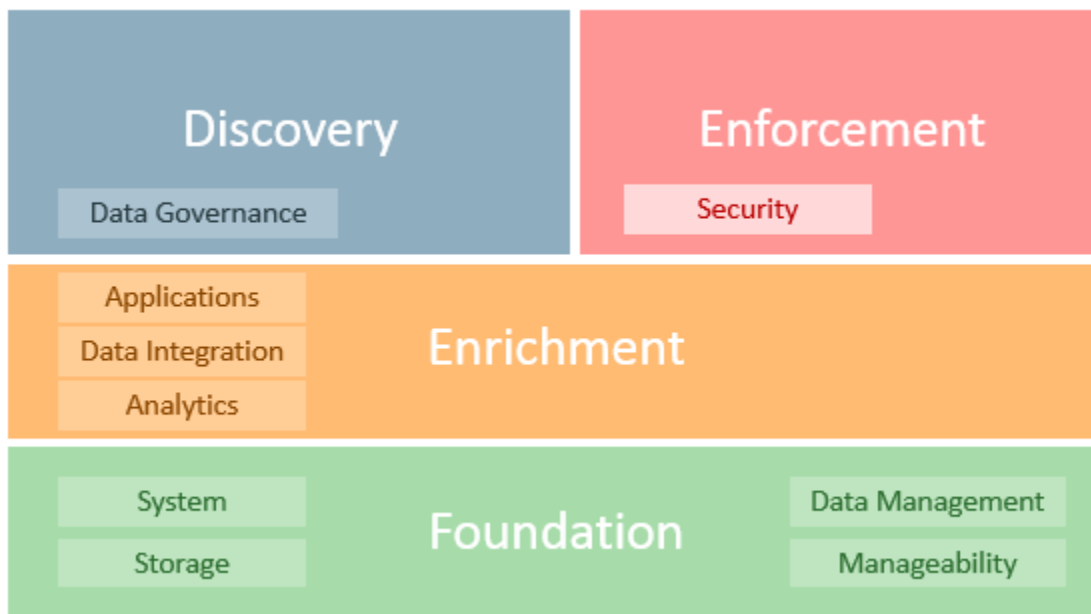 Discovery
Data Governance
Enforcement
Security
Applications
Data Integration
Analytics
Enrichment
System
Storage
Foundation
Data Management
Manageability